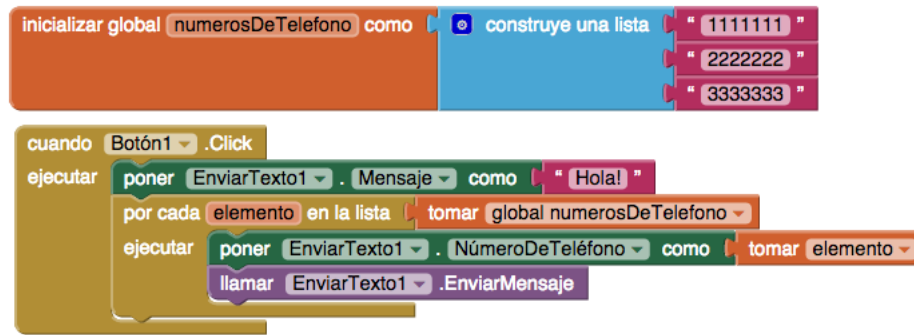 inicializar global numerosDeTelefono como construye una lista " 1111111 "
" 2222222 "
" 3333333 "
cuando Botón1 .Click
ejecutar poner EnviarTexto1 . Mensaje como " Hola! "
por cada elemento en la lista tomar global numerosDeTelefono
ejecutar poner EnviarTexto1 . NúmeroDeTeléfono como tomar elemento
llamar EnviarTexto1 .EnviarMensaje